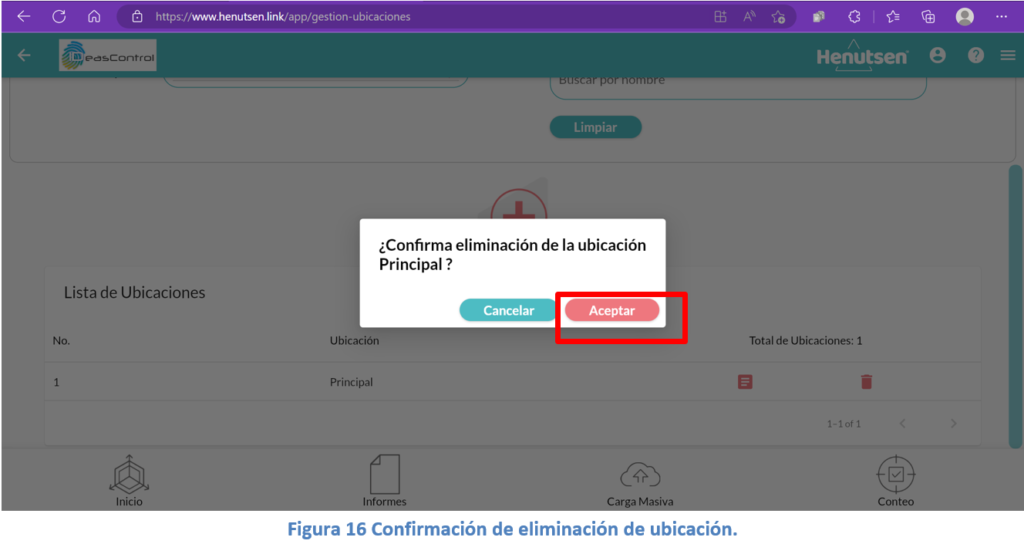 https://www.henutsen.link/app/gestion-ubicaciones
easControl
Henutsen
Buscar por nombre
Limpiar
¿Confirma eliminación de la ubicación
Principal ?
Cancelar
Aceptar
Lista de Ubicaciones
No.
Ubicación
Total de Ubicaciones: 1
1
Principal
1–1 of 1
Inicio
Informes
Carga Masiva
Conteo
Figura 16 Confirmación de eliminación de ubicación.